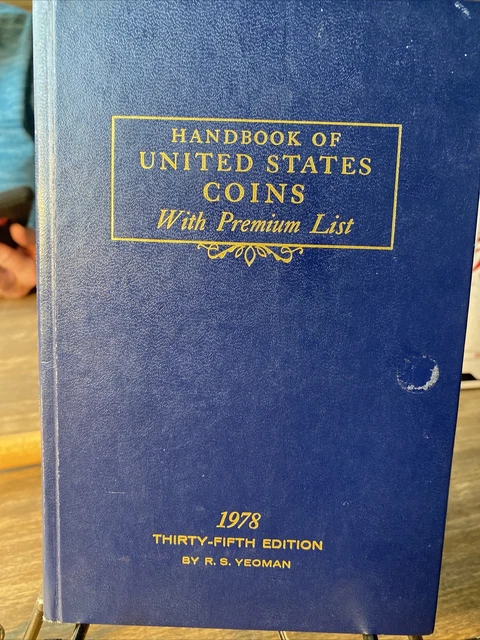 HANDBOOK OF
UNITED STATES
COINS
With Premium List
1978
THIRTY-FIFTH EDITION
BY R. S. YEOMAN